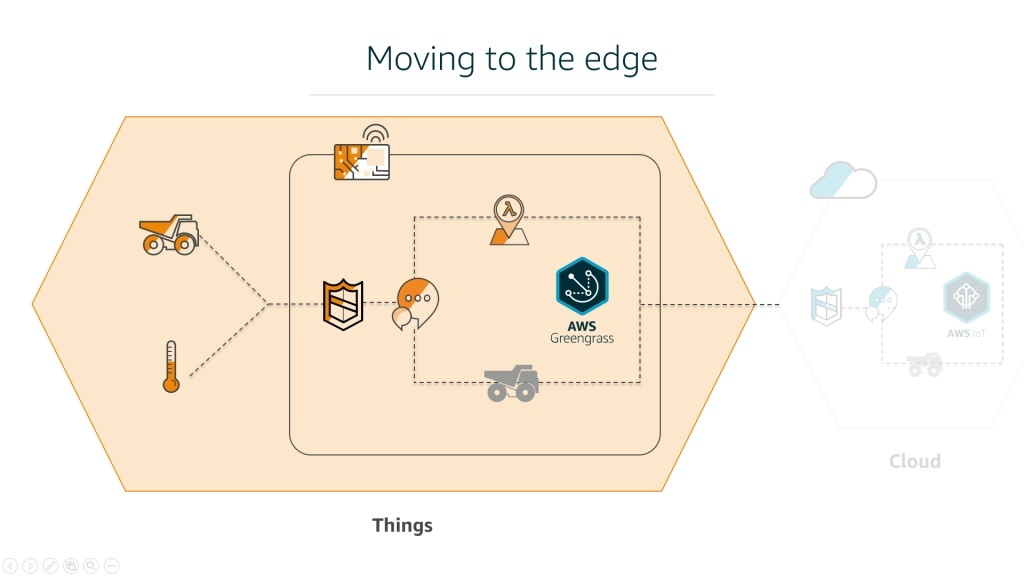 Moving to the edge
λ
λ
AWS
Greengrass
AWS IoT
Cloud
Things